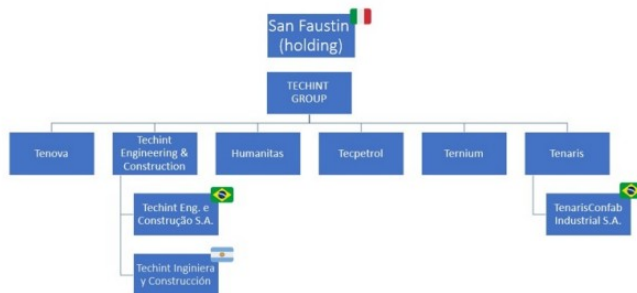 San Faustin
(holding)
TECHINT
GROUP
Tenova
Techint
Engineering &
Construction
Humanitas
Tecpetrol
Ternium
Tenaris
Techint Eng. e
Construção S.A.
TenarisConfab
Industrial S.A.
Techint Inginiera
y Construcción